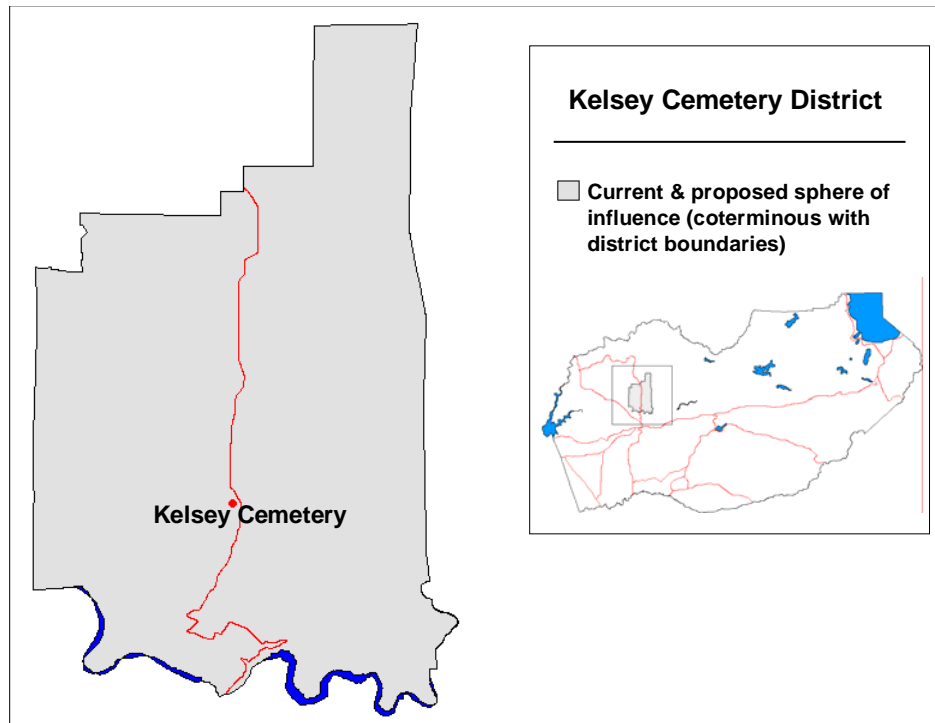 Kelsey Cemetery District
Current & proposed sphere of
influence (coterminous with
district boundaries)
Kelsey Cemetery